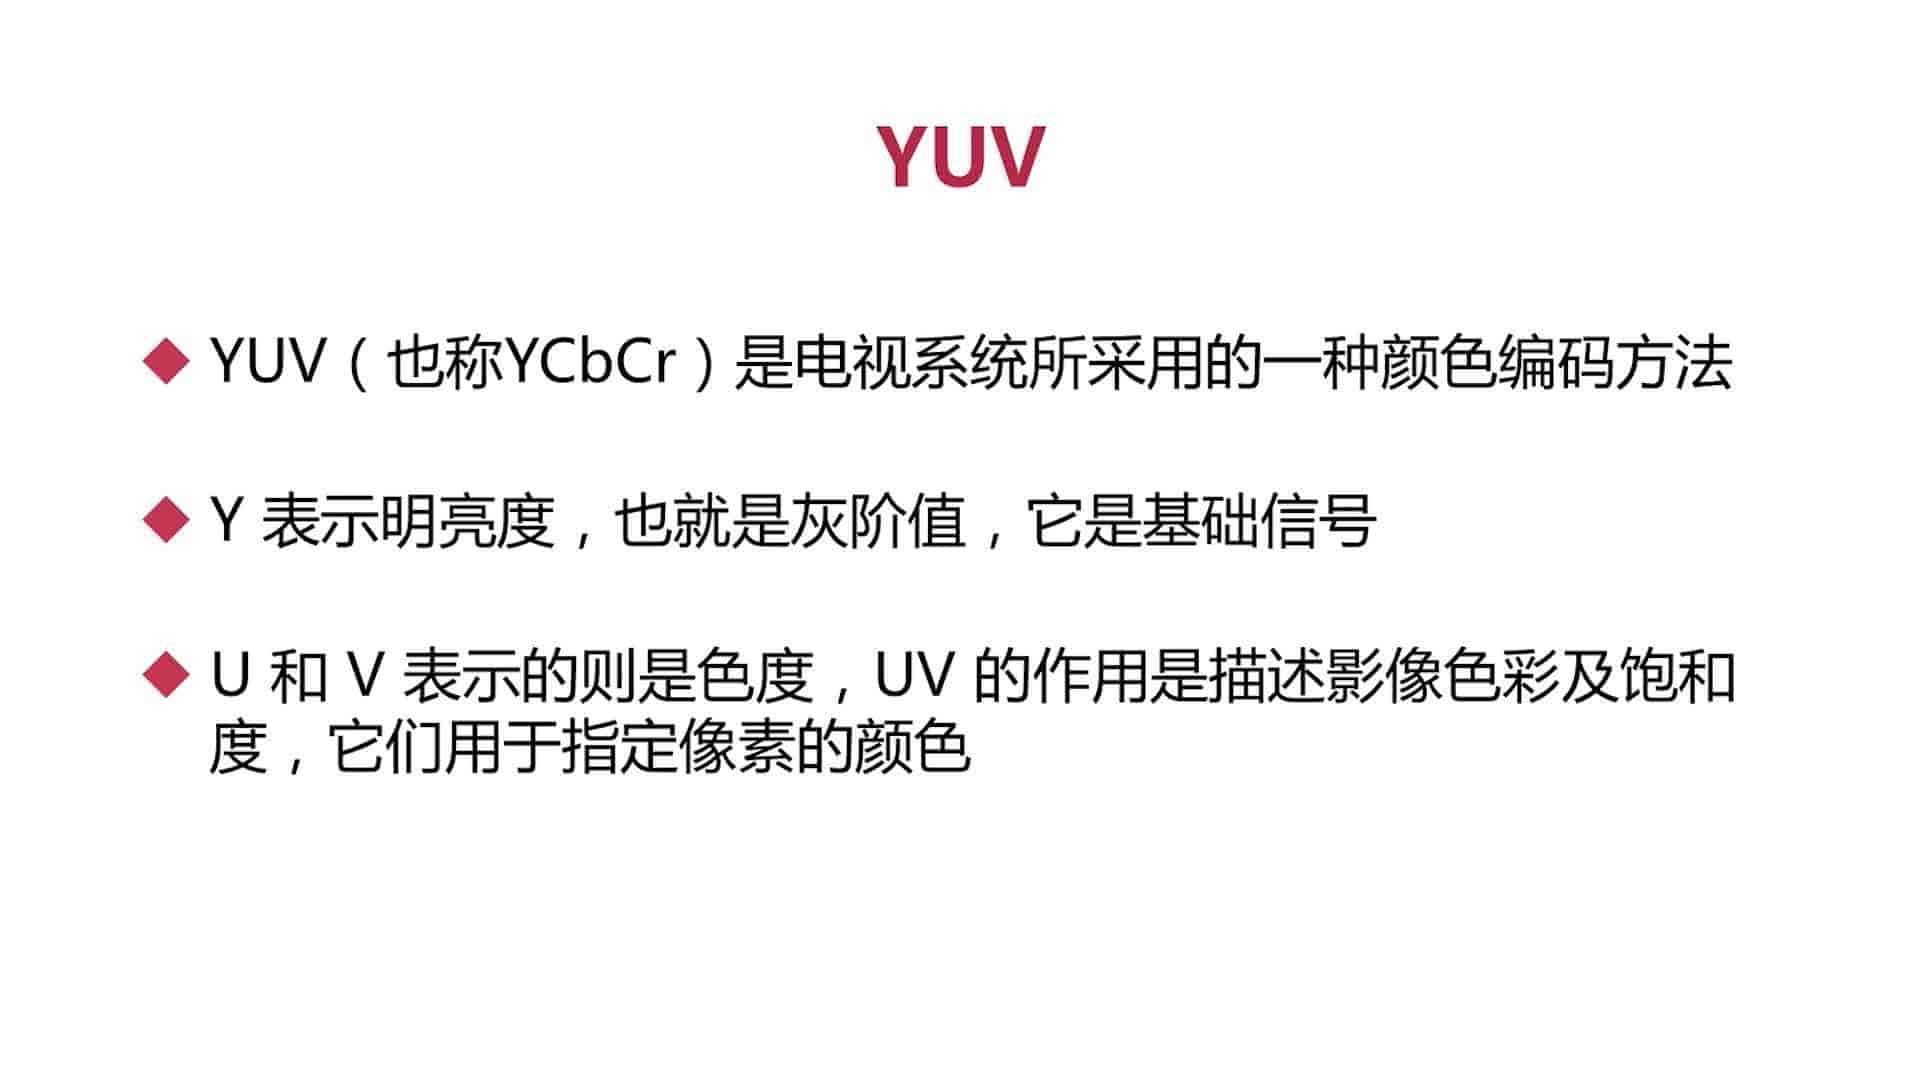 YUV
YUV（也称YCbCr）是电视系统所采用的一种颜色编码方法
Y 表示明亮度，也就是灰阶值，它是基础信号
U 和 V 表示的则是色度，UV 的作用是描述影像色彩及饱和
度，它们用于指定像素的颜色